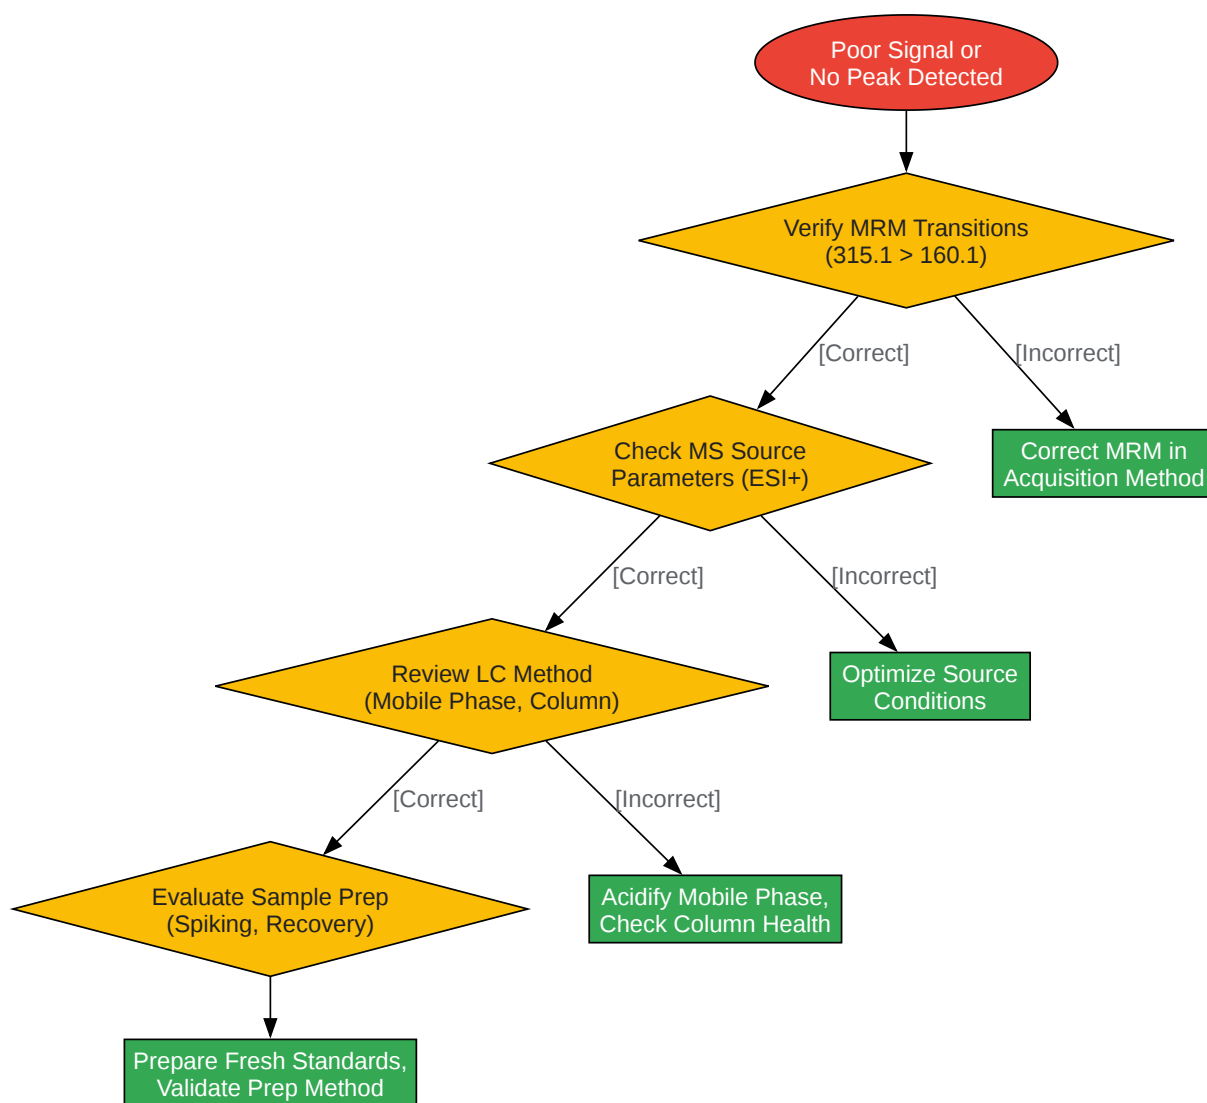 Poor Signal or
No Peak Detected
Verify MRM Transitions
(315.1 > 160.1)
[Correct]
[Incorrect]
Check MS Source
Parameters (ESI+)
Correct MRM in
Acquisition Method
[Correct]
[Incorrect]
Review LC Method
(Mobile Phase, Column)
Optimize Source
Conditions
[Correct]
[Incorrect]
Evaluate Sample Prep
(Spiking, Recovery)
Acidify Mobile Phase,
Check Column Health
Prepare Fresh Standards,
Validate Prep Method